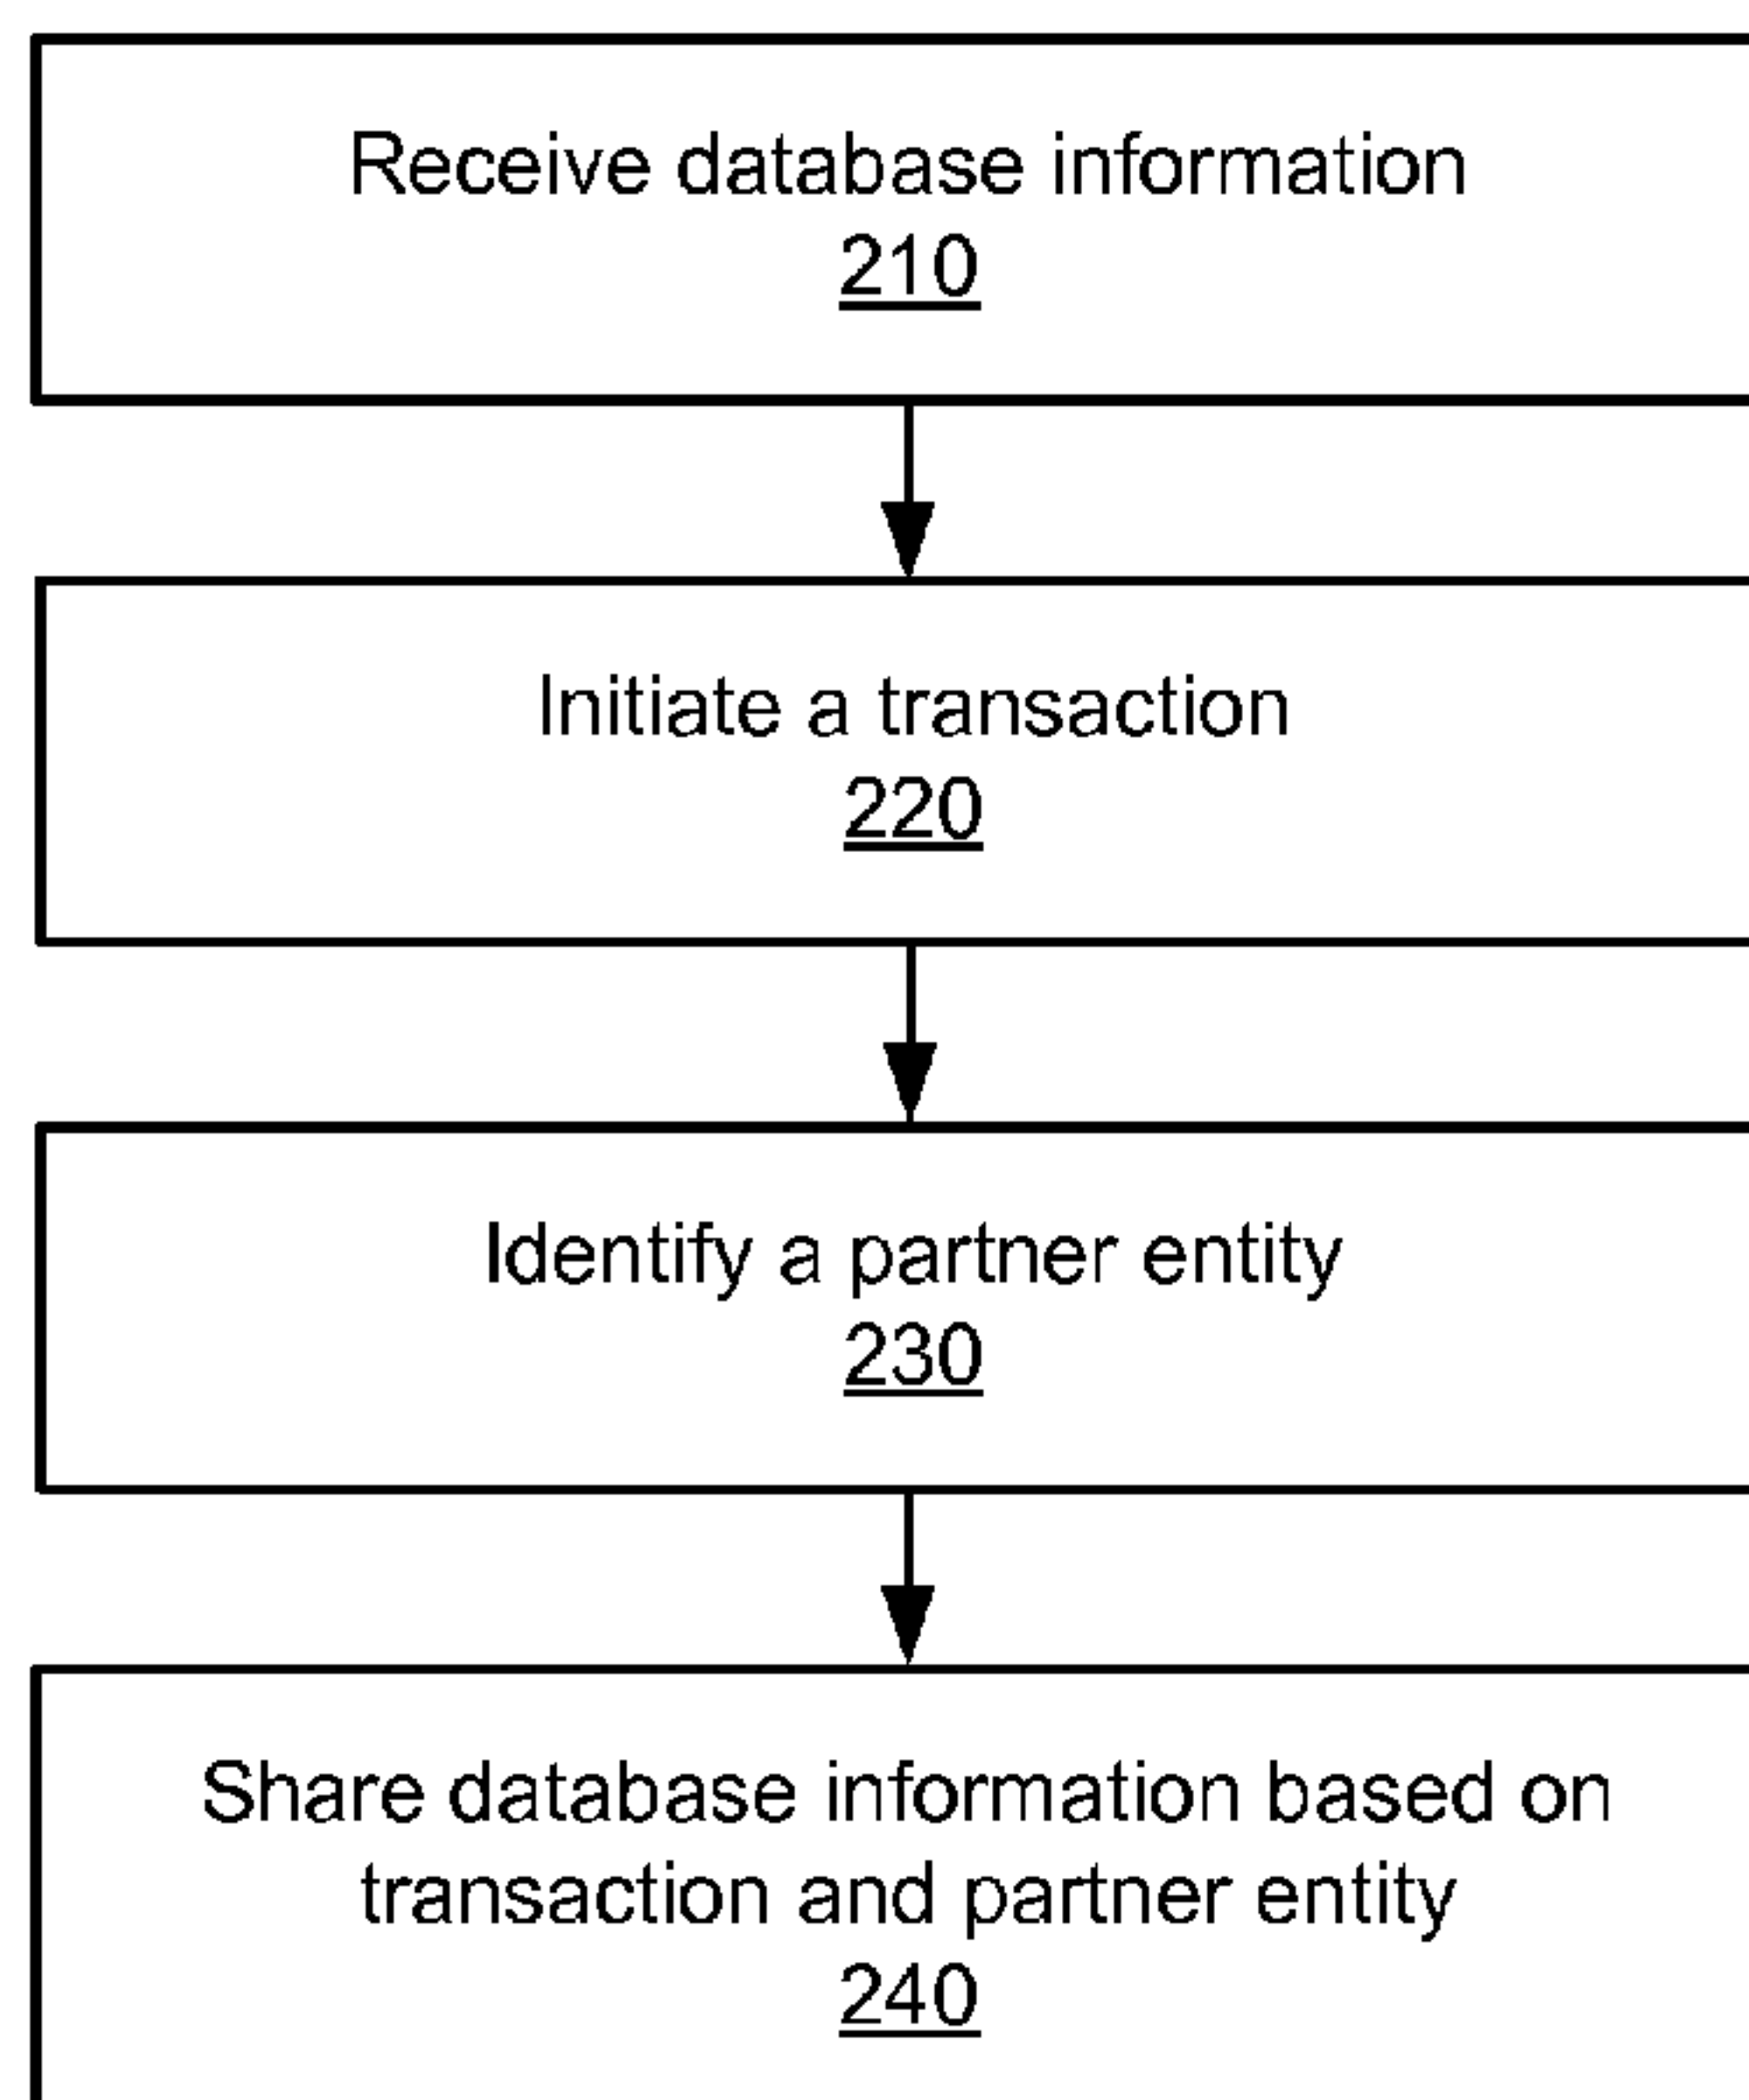 Receive database information
210
Initiate a transaction
220
Identify a partner entity
230
Share database information based on
transaction and partner entity
240